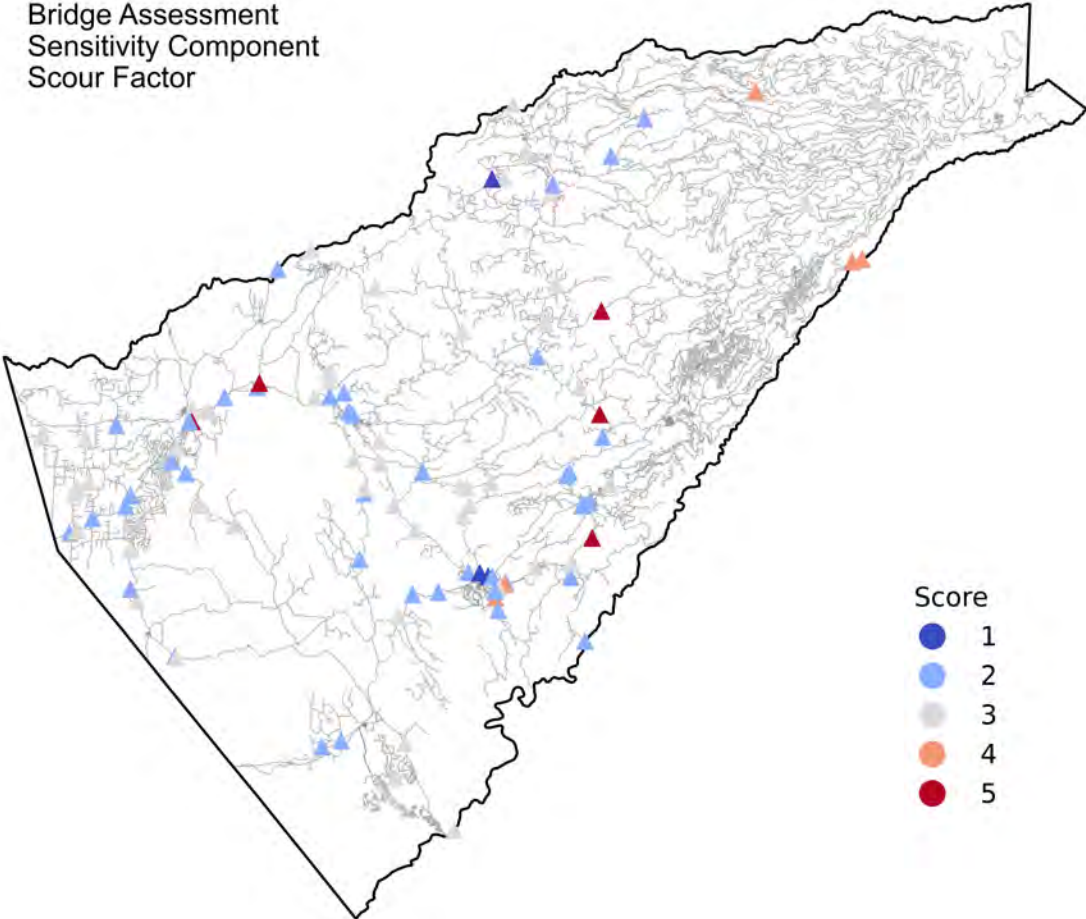 Bridge Assessment
Sensitivity Component
Scour Factor
Score
1
2
3
4
5